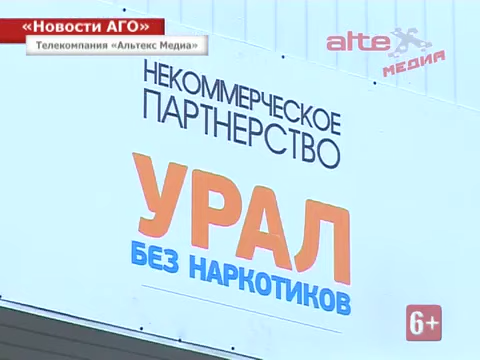 «Новости АГО»
Телекомпания «Альтекс Медиа»
alteX
МЕДИА
НЕКОММЕРЧЕСКОЕ
ПАРТНЕРСТВО
УРАЛ
БЕЗ НАРКОТИКОВ
6+